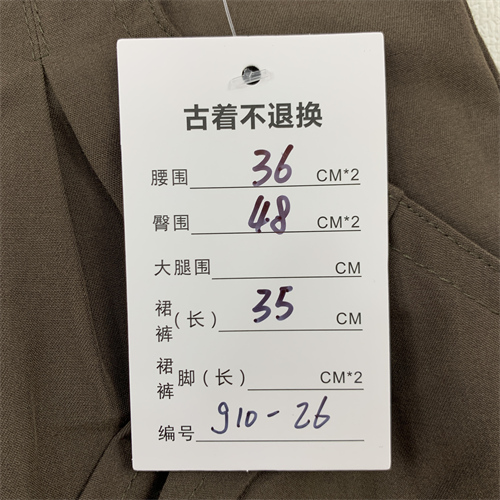 古着不退换
腰围 36 CM*2
臀围 48 CM*2
大腿围 CM
裙裤(长) 35 CM
裙裤脚(长) CM*2
编号 910-26